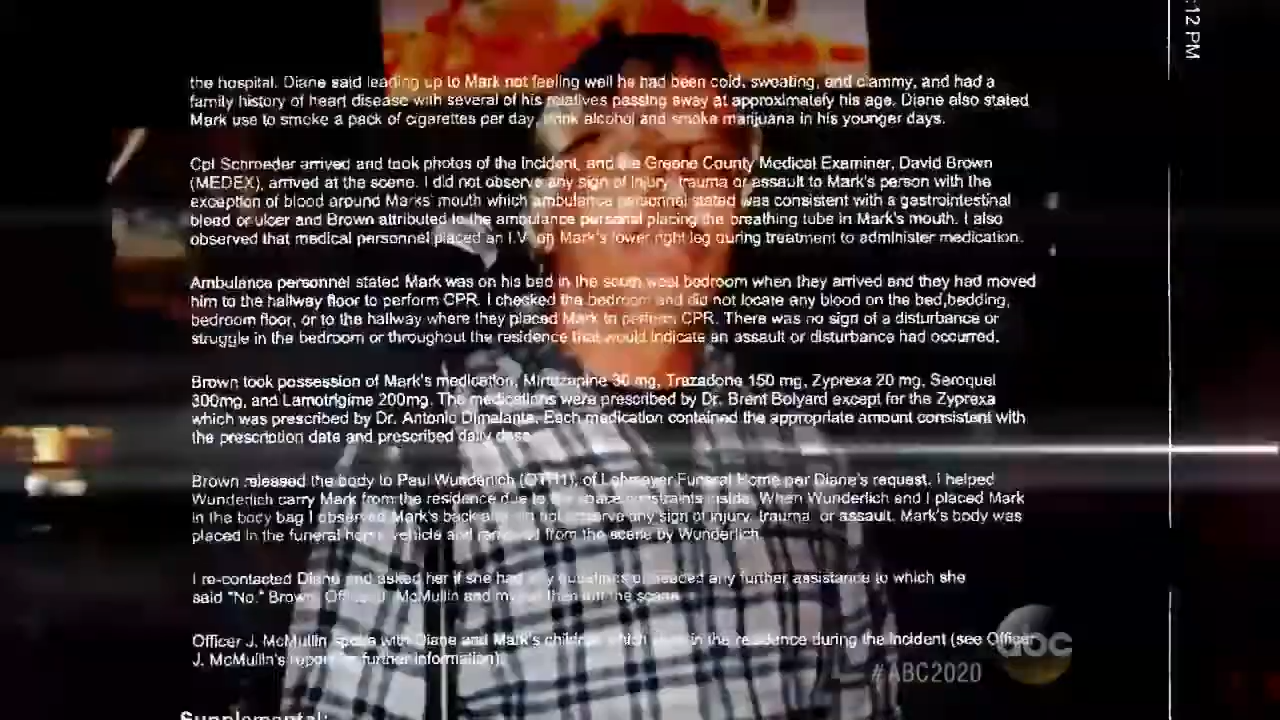 :12 PM
the hospital. Diane said leading up to Mark not feeling well he had been cold, sweating, and clammy, and had a
family history of heart disease with several of his relatives passing away at approximately his age. Diane also stated
Mark use to smoke a pack of cigarettes per day, drink alcohol and smoke marijuana in his younger days.
Cpl Schroeder arrived and took photos of the incident, and the Greene County Medical Examiner, David Brown
(MEDEX), arrived at the scene. I did not observe any sign of injury, trauma or assault to Mark's person with the
exception of blood around Marks' mouth which ambulance personnel stated was consistent with a gastrointestinal
bleed or ulcer and Brown attributed to the ambulance personal placing the breathing tube in Mark's mouth. I also
observed that medical personnel placed an I.V. on Mark's lower right leg during treatment to administer medication.
Ambulance personnel stated Mark was on his bed in the south west bedroom when they arrived and they had moved
him to the hallway floor to perform CPR. I checked the bedroom and did not locate any blood on the bed,bedding,
bedroom floor, or to the hallway where they placed Mark to perform CPR. There was no sign of a disturbance or
struggle in the bedroom or throughout the residence that would indicate an assault or disturbance had occurred.
Brown took possession of Mark's medication, Mirtazapine 30 mg, Trazadone 150 mg, Zyprexa 20 mg, Seroquel
300mg, and Lamotrigime 200mg. The medications were prescribed by Dr. Brent Bolyard except for the Zyprexa
which was prescribed by Dr. Antonio Dimalanta. Each medication contained the appropriate amount consistent with
the prescription date and prescribed daily dose.
Brown released the body to Paul Wunderlich (OTH1), of Lohmeyer Funeral Home per Diane's request. I helped
Wunderlich carry Mark from the residence due to the space constraints inside. When Wunderlich and I placed Mark
in the body bag I observed Mark's back and did not observe any sign of injury, trauma, or assault. Mark's body was
placed in the funeral home vehicle and removed from the scene by Wunderlich.
I re-contacted Diane and asked her if she had any questions or needed any further assistance to which she
said "No." Brown, Officer J. McMullin and myself then left the scene.
Officer J. McMullin spoke with Diane and Mark's children which were in the residence during the incident (see Officer
J. McMullin's report for further information).
abc
#ABC2020
Supplemental: